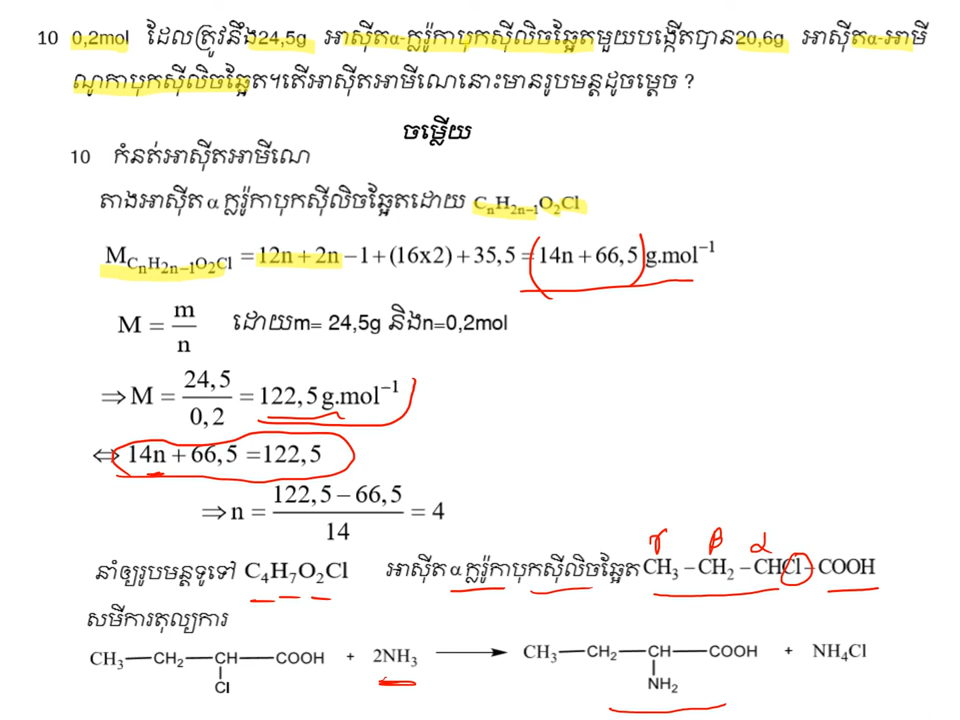 10 0,2mol ដែលត្រូវនឹង24,5g អាស៊ីតα-ក្លរ៉ូកាបុកស៊ីលិចឆ្អែតមួយបង្កើតបាន20,6g អាស៊ីតα-អាមី
ណូកាបុកស៊ីលិចឆ្អែត។តើអាស៊ីតអាមីណេនោះមានរូបមន្តដូចម្តេច ?
ចម្លើយ
10 កំនត់អាស៊ីតអាមីណេ
តាងអាស៊ីត α ក្លរ៉ូកាបុកស៊ីលិចឆ្អែតដោយ CₙH₂ₙ₋₁O₂Cl
M CₙH₂ₙ₋₁O₂Cl = 12n + 2n − 1 + (16x2) + 35,5 = 14n + 66,5 g.mol⁻¹
M = m/n ដោយm= 24,5g និងn=0,2mol
⇒ M = 24,5/0,2 = 122,5 g.mol⁻¹
⇔ 14n + 66,5 = 122,5
⇒ n = (122,5 − 66,5)/14 = 4
γ β α
នាំឲ្យរូបមន្តទូទៅ C₄H₇O₂Cl អាស៊ីត α ក្លរ៉ូកាបុកស៊ីលិចឆ្អែត CH₃ − CH₂ − CHCl − COOH
សមីការតុល្យការ
CH₃—CH₂—CH—COOH + 2NH₃ → CH₃—CH₂—CH—COOH + NH₄Cl
Cl NH₂